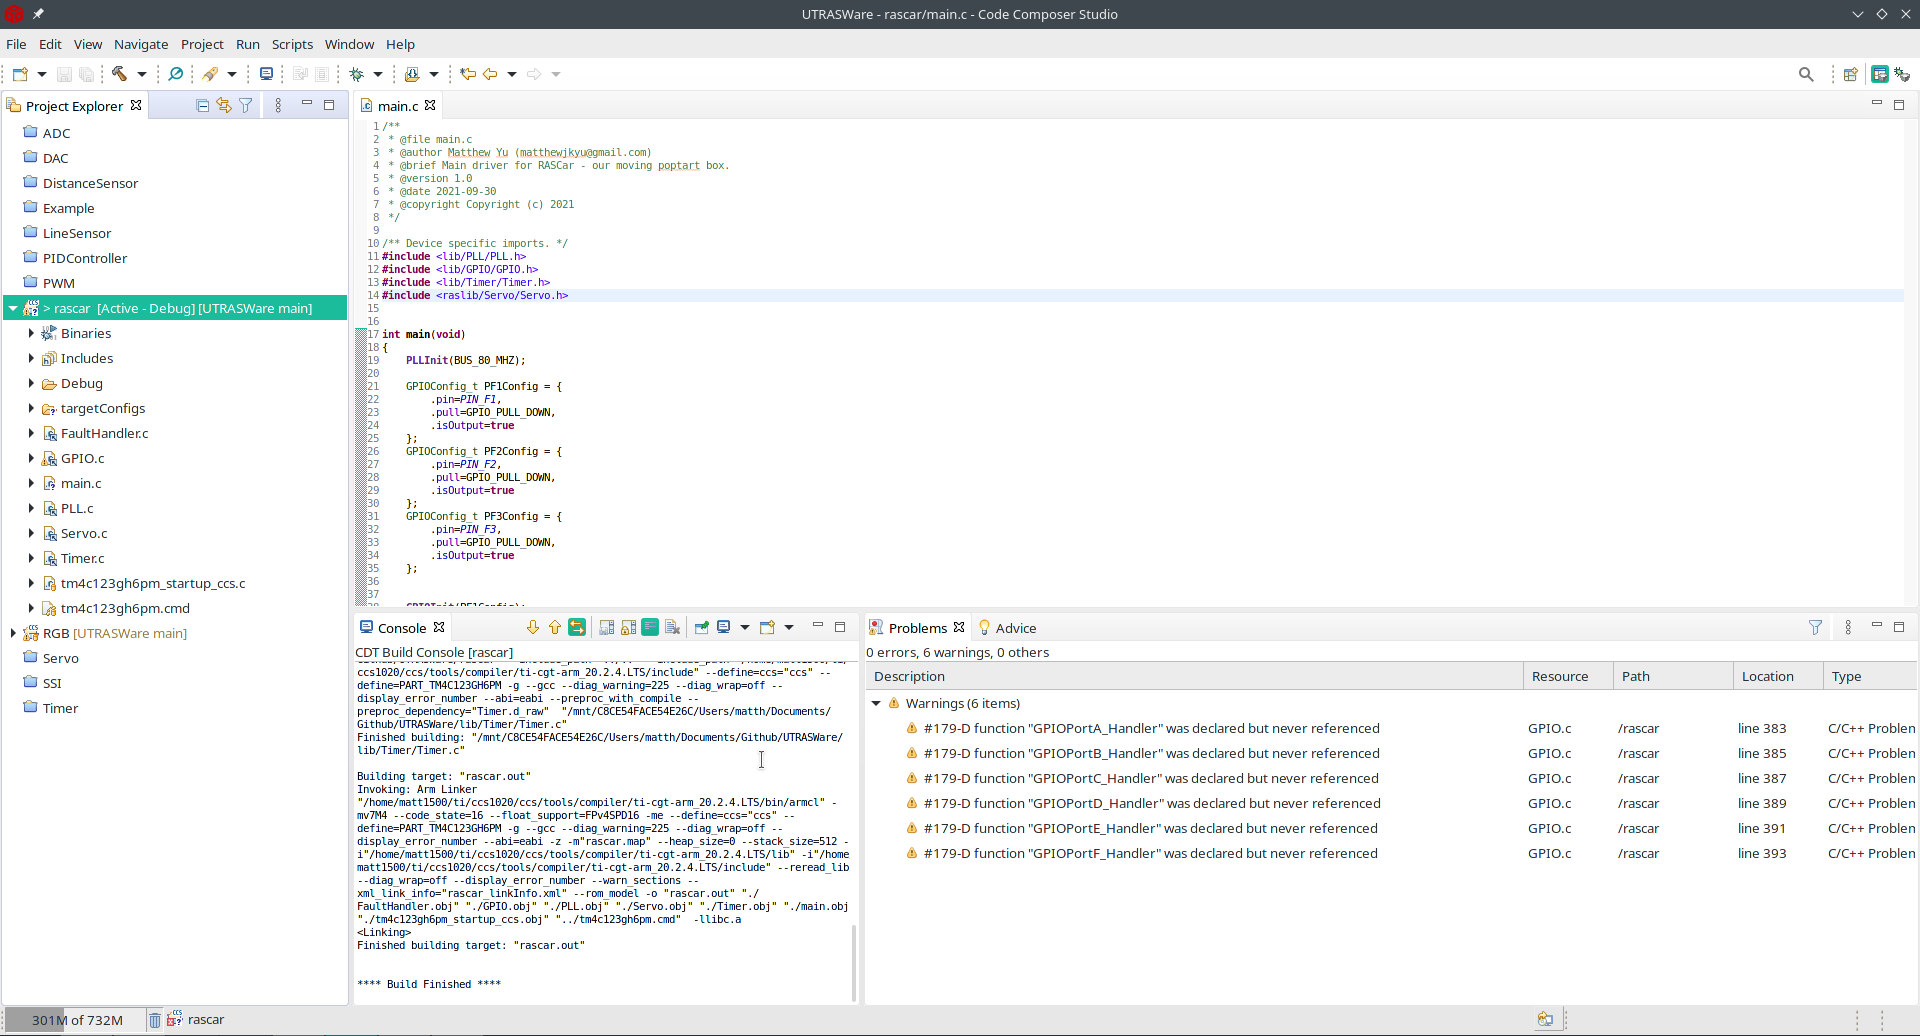 UTRASWare - rascar/main.c - Code Composer Studio
File Edit View Navigate Project Run Scripts Window Help
Project Explorer
ADC
DAC
DistanceSensor
Example
LineSensor
PIDController
PWM
> rascar [Active - Debug] [UTRASWare main]
Binaries
Includes
Debug
targetConfigs
FaultHandler.c
GPIO.c
main.c
PLL.c
Servo.c
Timer.c
tm4c123gh6pm_startup_ccs.c
tm4c123gh6pm.cmd
RGB [UTRASWare main]
Servo
SSI
Timer
main.c
1 /**
2 * @file main.c
3 * @author Matthew Yu (matthewjkyu@gmail.com)
4 * @brief Main driver for RASCar - our moving poptart box.
5 * @version 1.0
6 * @date 2021-09-30
7 * @copyright Copyright (c) 2021
8 */
9
10 /** Device specific imports. */
11 #include <lib/PLL/PLL.h>
12 #include <lib/GPIO/GPIO.h>
13 #include <lib/Timer/Timer.h>
14 #include <raslib/Servo/Servo.h>
15
16
17 int main(void)
18 {
19 PLLInit(BUS_80_MHZ);
20
21 GPIOConfig_t PF1Config = {
22 .pin=PIN_F1,
23 .pull=GPIO_PULL_DOWN,
24 .isOutput=true
25 };
26 GPIOConfig_t PF2Config = {
27 .pin=PIN_F2,
28 .pull=GPIO_PULL_DOWN,
29 .isOutput=true
30 };
31 GPIOConfig_t PF3Config = {
32 .pin=PIN_F3,
33 .pull=GPIO_PULL_DOWN,
34 .isOutput=true
35 };
36
37
Console
CDT Build Console [rascar]
ccs1020/ccs/tools/compiler/ti-cgt-arm_20.2.4.LTS/include" --define=ccs="ccs" --
define=PART_TM4C123GH6PM -g --gcc --diag_warning=225 --diag_wrap=off --
display_error_number --abi=eabi --preproc_with_compile --
preproc_dependency="Timer.d_raw" "/mnt/C8CE54FACE54E26C/Users/matth/Documents/
Github/UTRASWare/lib/Timer/Timer.c"
Finished building: "/mnt/C8CE54FACE54E26C/Users/matth/Documents/Github/UTRASWare/
lib/Timer/Timer.c"
Building target: "rascar.out"
Invoking: Arm Linker
"/home/matt1500/ti/ccs1020/ccs/tools/compiler/ti-cgt-arm_20.2.4.LTS/bin/armcl" -
mv7M4 --code_state=16 --float_support=FPv4SPD16 -me --define=ccs="ccs" --
define=PART_TM4C123GH6PM -g --gcc --diag_warning=225 --diag_wrap=off --
display_error_number --abi=eabi -z -m"rascar.map" --heap_size=0 --stack_size=512 -
i"/home/matt1500/ti/ccs1020/ccs/tools/compiler/ti-cgt-arm_20.2.4.LTS/lib" -i"/home
matt1500/ti/ccs1020/ccs/tools/compiler/ti-cgt-arm_20.2.4.LTS/include" --reread_lib
--diag_wrap=off --display_error_number --warn_sections --
xml_link_info="rascar_linkInfo.xml" --rom_model -o "rascar.out" "./
FaultHandler.obj" "./GPIO.obj" "./PLL.obj" "./Servo.obj" "./Timer.obj" "./main.obj
"./tm4c123gh6pm_startup_ccs.obj" "../tm4c123gh6pm.cmd" -llibc.a
<Linking>
Finished building target: "rascar.out"
**** Build Finished ****
Problems Advice
0 errors, 6 warnings, 0 others
Description Resource Path Location Type
Warnings (6 items)
#179-D function "GPIOPortA_Handler" was declared but never referenced GPIO.c /rascar line 383 C/C++ Problen
#179-D function "GPIOPortB_Handler" was declared but never referenced GPIO.c /rascar line 385 C/C++ Problen
#179-D function "GPIOPortC_Handler" was declared but never referenced GPIO.c /rascar line 387 C/C++ Problen
#179-D function "GPIOPortD_Handler" was declared but never referenced GPIO.c /rascar line 389 C/C++ Problen
#179-D function "GPIOPortE_Handler" was declared but never referenced GPIO.c /rascar line 391 C/C++ Problen
#179-D function "GPIOPortF_Handler" was declared but never referenced GPIO.c /rascar line 393 C/C++ Problen
301M of 732M
rascar